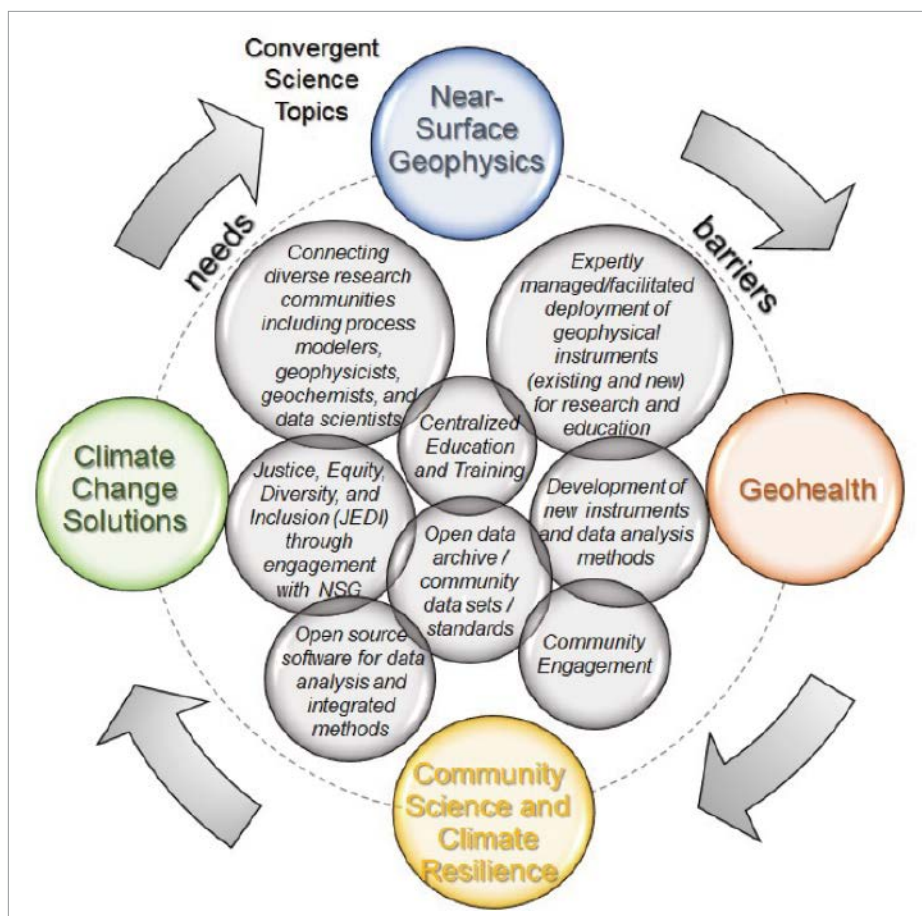 Convergent
Science
Topics
Near-
Surface
Geophysics
needs
barriers
Connecting
diverse research
communities
including process
modelers,
geophysicists,
geochemists, and
data scientists
Expertly
managed/facilitated
deployment of
geophysical
instruments
(existing and new)
for research and
education
Centralized
Education
and Training
Climate
Change
Solutions
Justice, Equity,
Diversity, and
Inclusion (JEDI)
through
engagement
with NSG
Open data
archive /
community
data sets /
standards
Development of
new instruments
and data analysis
methods
Geohealth
Open source
software for data
analysis and
integrated
methods
Community
Engagement
Community
Science and
Climate
Resilience